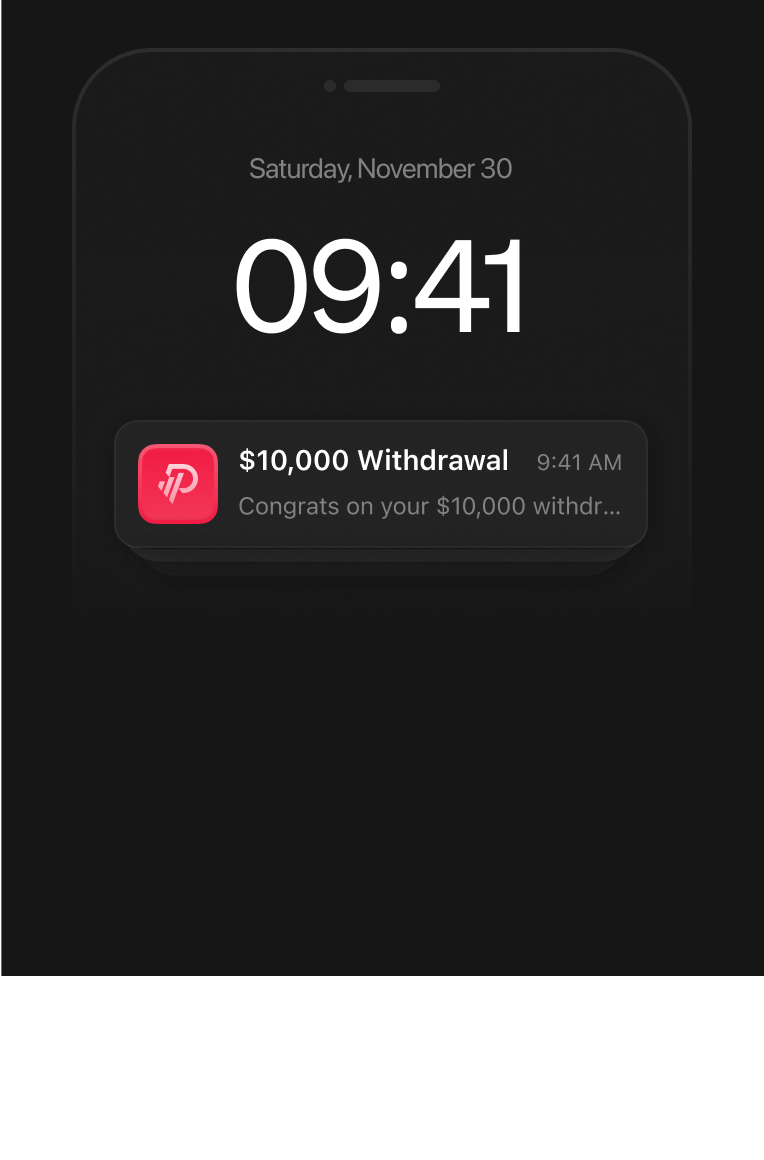 Saturday, November 30
09:41
$10,000 Withdrawal 9:41 AM
Congrats on your $10,000 withdr...